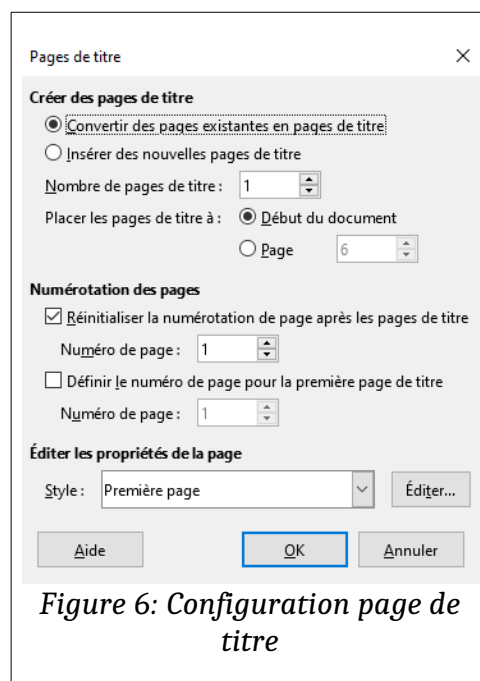 Pages de titre
Créer des pages de titre
Convertir des pages existantes en pages de titre
Insérer des nouvelles pages de titre
Nombre de pages de titre : 1
Placer les pages de titre à : Début du document
Page 6
Numérotation des pages
Réinitialiser la numérotation de page après les pages de titre
Numéro de page : 1
Définir le numéro de page pour la première page de titre
Numéro de page : 1
Éditer les propriétés de la page
Style : Première page Éditer...
Aide OK Annuler
Figure 6: Configuration page de
titre